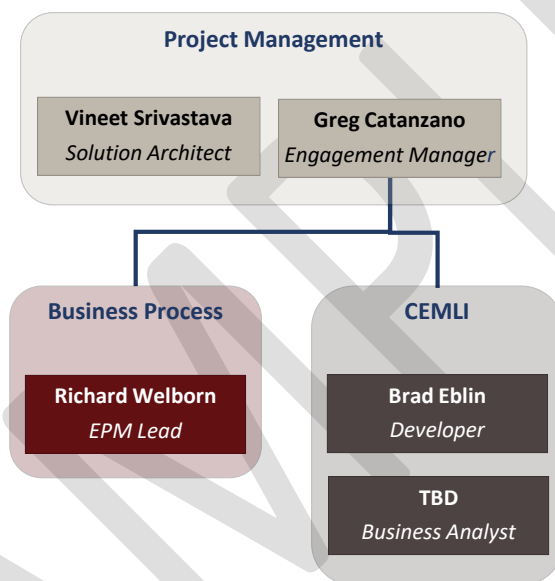 Project Management
Vineet Srivastava
Solution Architect
Greg Catanzano
Engagement Manager
Business Process
Richard Welborn
EPM Lead
CEMLI
Brad Eblin
Developer
TBD
Business Analyst